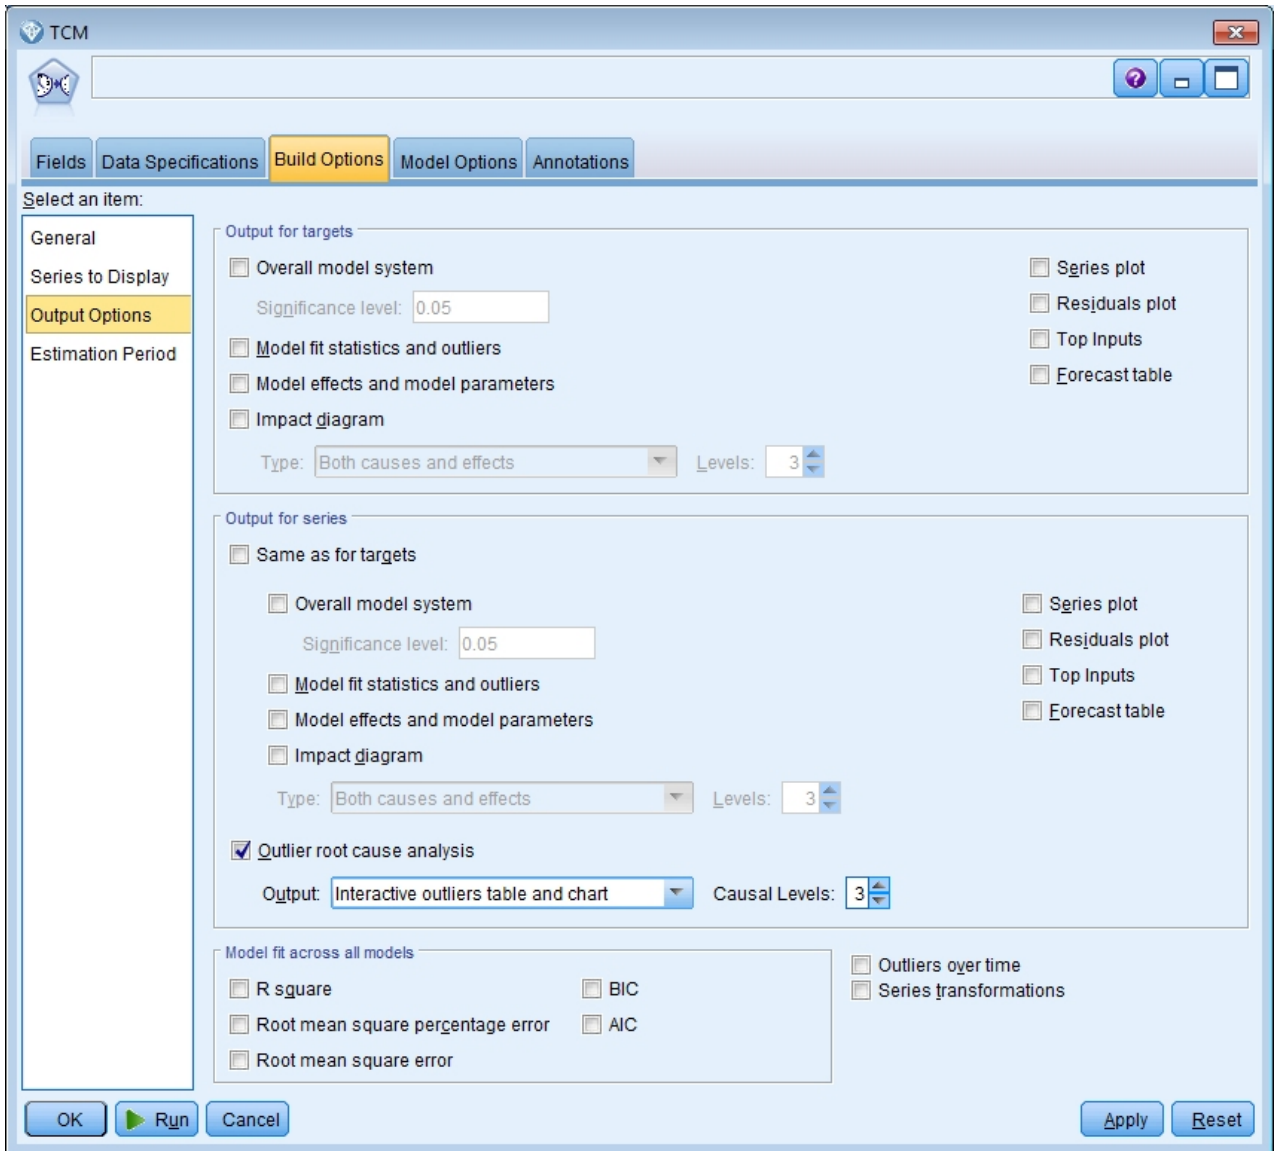 TCM
Fields Data Specifications Build Options Model Options Annotations
Select an item:
General
Series to Display
Output Options
Estimation Period
Output for targets
Overall model system
Significance level: 0.05
Model fit statistics and outliers
Model effects and model parameters
Impact diagram
Type: Both causes and effects Levels: 3
Series plot
Residuals plot
Top Inputs
Forecast table
Output for series
Same as for targets
Overall model system
Significance level: 0.05
Model fit statistics and outliers
Model effects and model parameters
Impact diagram
Type: Both causes and effects Levels: 3
Series plot
Residuals plot
Top Inputs
Forecast table
Outlier root cause analysis
Output: Interactive outliers table and chart Causal Levels: 3
Model fit across all models
R square
Root mean square percentage error
Root mean square error
BIC
AIC
Outliers over time
Series transformations
OK Run Cancel Apply Reset